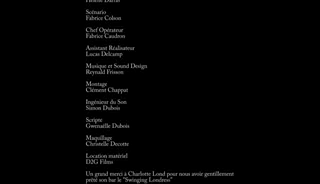 Scénario
Fabrice Colson
Chef Opérateur
Fabrice Caudron
Assistant Réalisateur
Lucas Delcamp
Musique et Sound Design
Reynald Frisson
Montage
Clément Chappat
Ingénieur du Son
Simon Dubois
Scripte
Gwenaëlle Dubois
Maquillage
Christelle Decotte
Location matériel
DJG Films
Un grand merci à Charlotte Lond pour nous avoir gentillement
prêté son bar le "Swinging Londress"